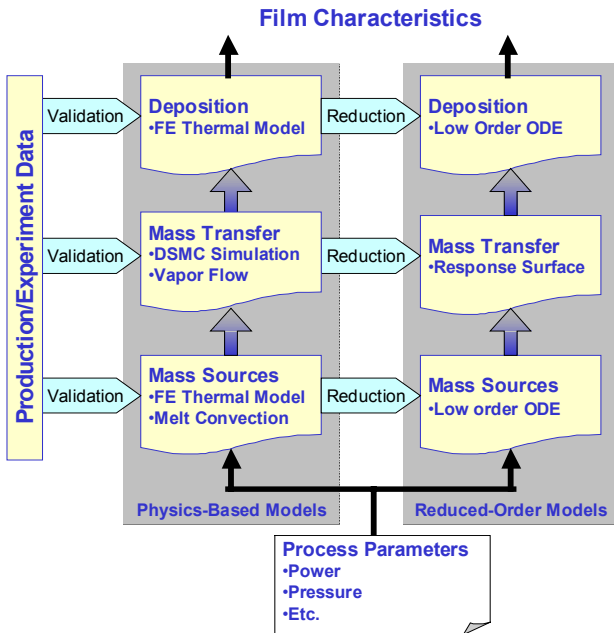 Film Characteristics
Production/Experiment Data
Validation
Deposition
•FE Thermal Model
Reduction
Deposition
•Low Order ODE
Validation
Mass Transfer
•DSMC Simulation
•Vapor Flow
Reduction
Mass Transfer
•Response Surface
Validation
Mass Sources
•FE Thermal Model
•Melt Convection
Reduction
Mass Sources
•Low order ODE
Physics-Based Models
Reduced-Order Models
Process Parameters
•Power
•Pressure
•Etc.